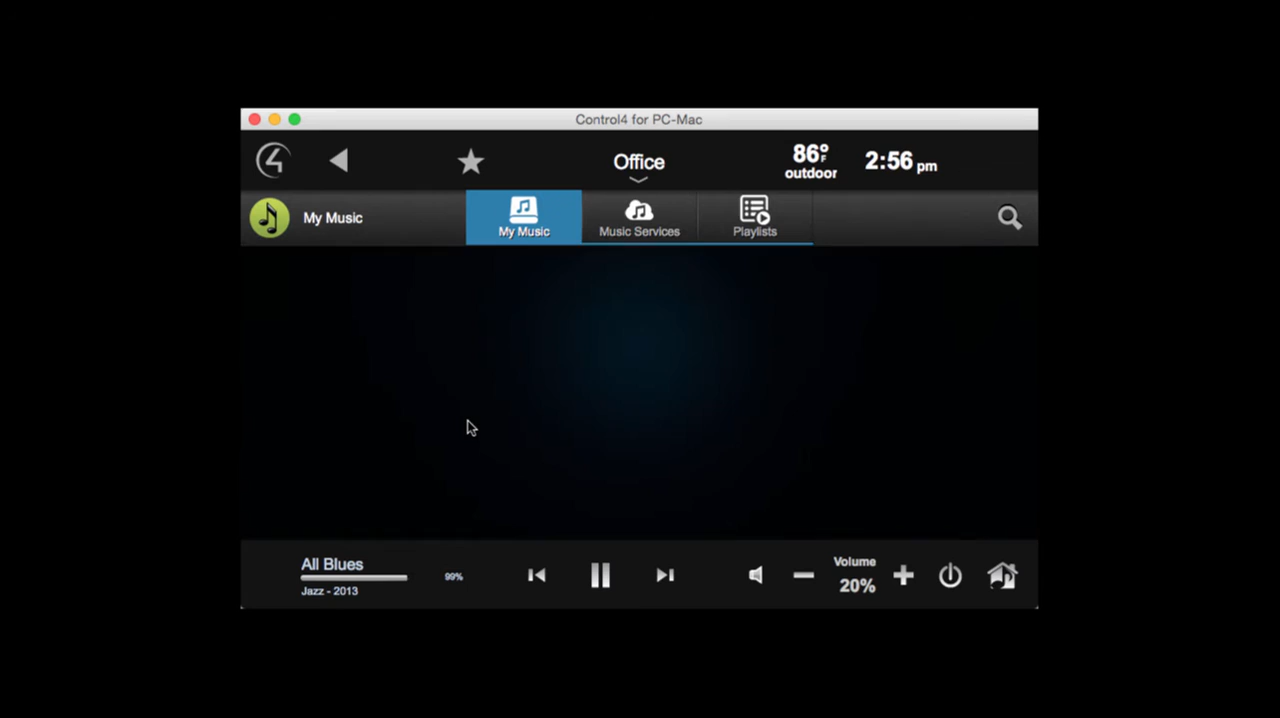 Control4 for PC-Mac
4
Office
86°F
outdoor
2:56 pm
My Music
My Music
Music Services
Playlists
All Blues
99%
Jazz - 2013
Volume
20%